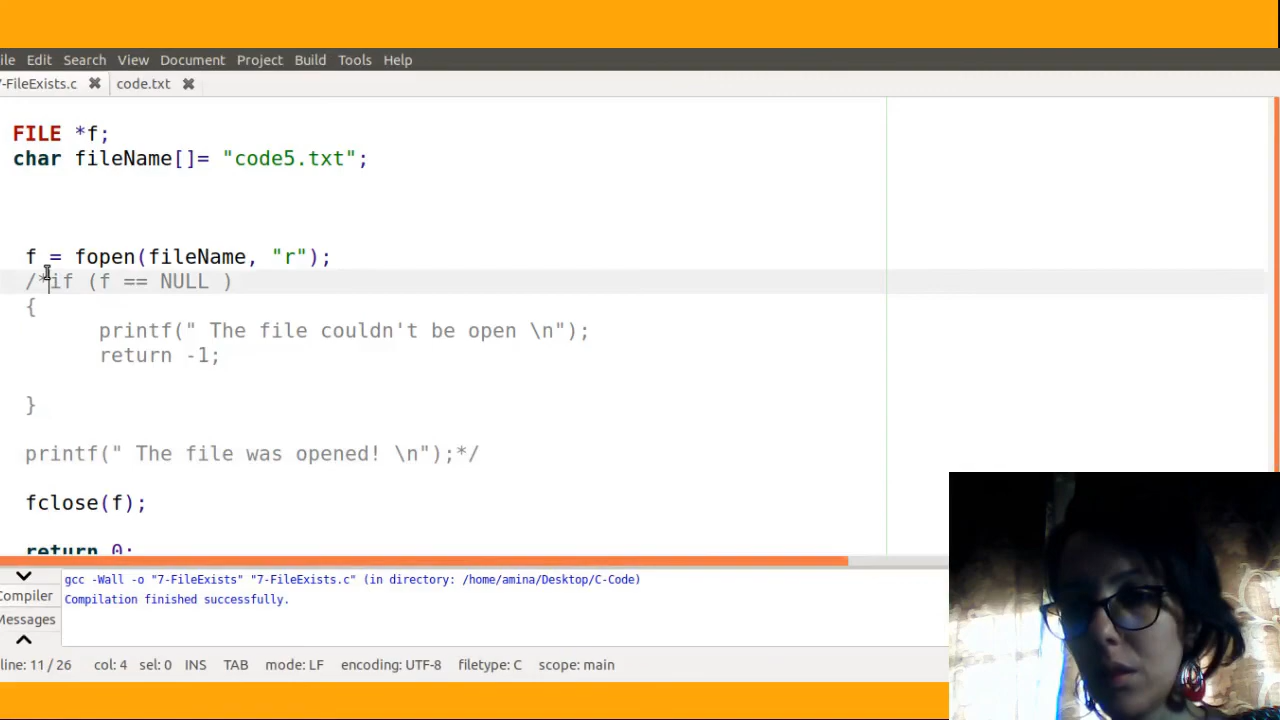 ile Edit Search View Document Project Build Tools Help
7-FileExists.c ✖ code.txt ✖
FILE *f;
char fileName[]= "code5.txt";
f = fopen(fileName, "r");
/*if (f == NULL )
{
printf(" The file couldn't be open \n");
return -1;
}
printf(" The file was opened! \n");*/
fclose(f);
return 0;
Compiler
Messages
gcc -Wall -o "7-FileExists" "7-FileExists.c" (in directory: /home/amina/Desktop/C-Code)
Compilation finished successfully.
line: 11 / 26 col: 4 sel: 0 INS TAB mode: LF encoding: UTF-8 filetype: C scope: main